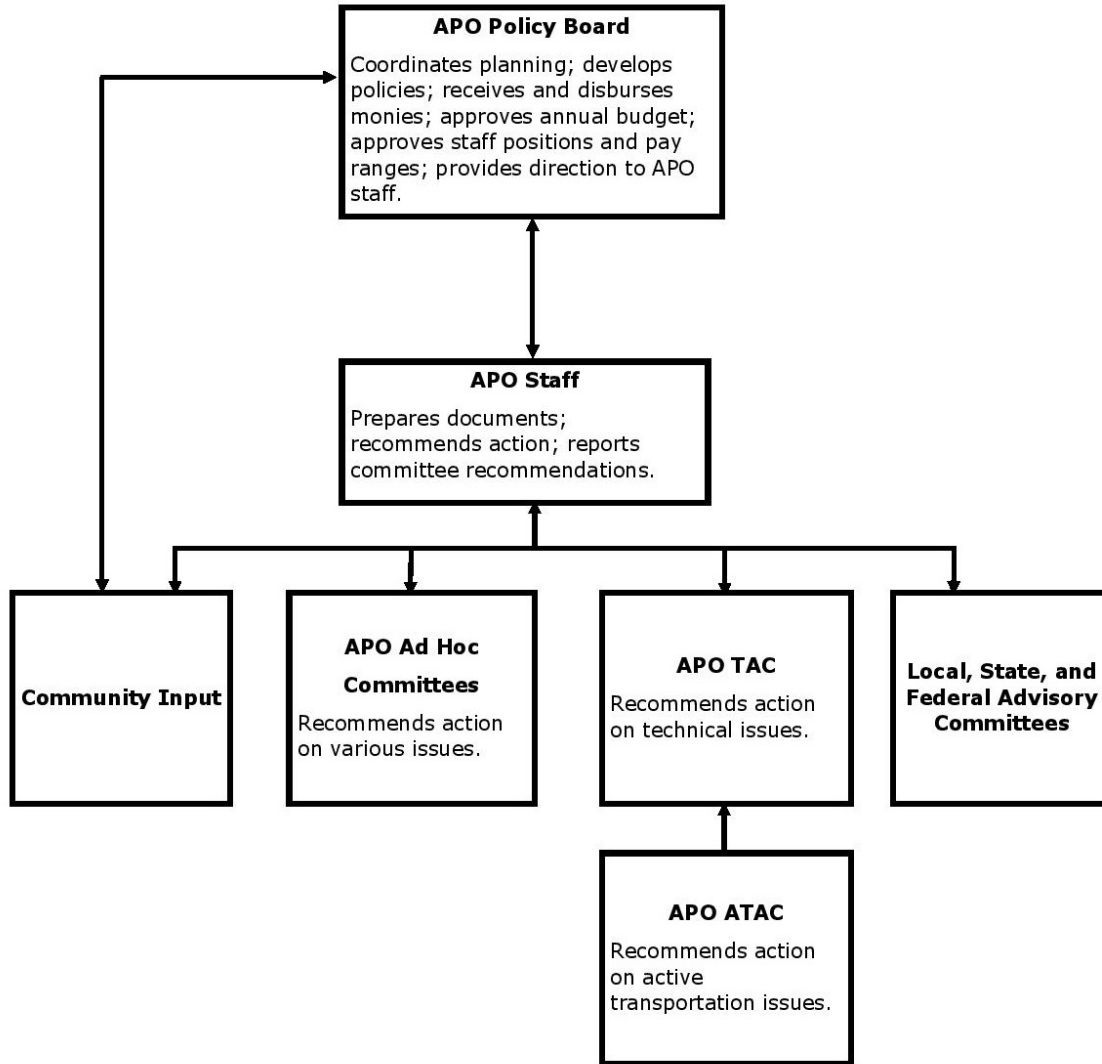 APO Policy Board
Coordinates planning; develops
policies; receives and disburses
monies; approves annual budget;
approves staff positions and pay
ranges; provides direction to APO
staff.
APO Staff
Prepares documents;
recommends action; reports
committee recommendations.
Community Input
APO Ad Hoc
Committees
Recommends action
on various issues.
APO TAC
Recommends action
on technical issues.
Local, State, and
Federal Advisory
Committees
APO ATAC
Recommends action
on active
transportation issues.